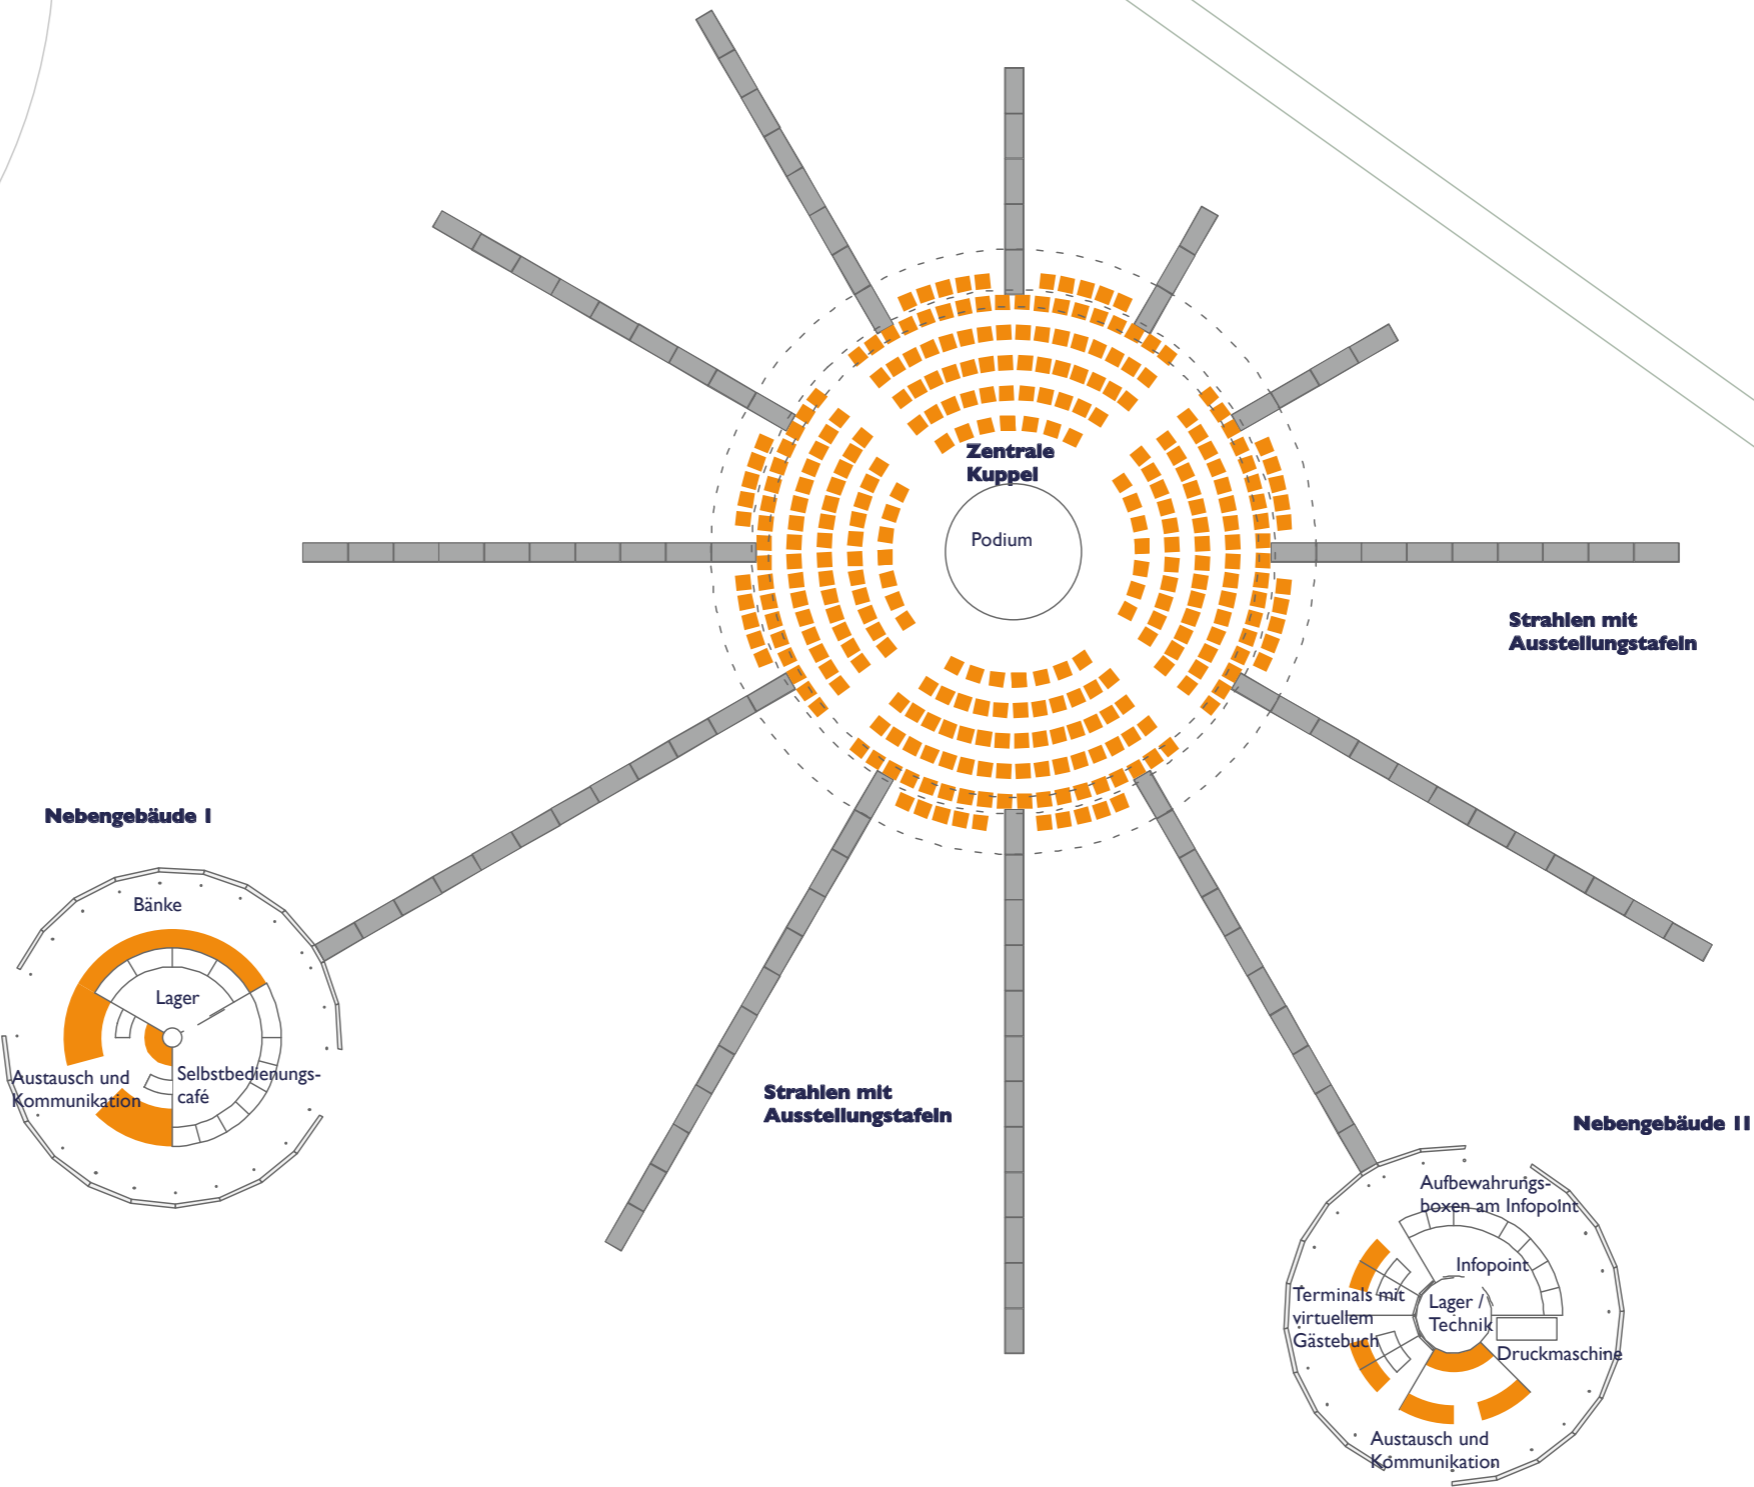 Zentrale
Kuppel
Podium
Strahlen mit
Ausstellungstafeln
Nebengebäude I
Bänke
Lager
Austausch und
Kommunikation
Selbstbedienungs-
café
Strahlen mit
Ausstellungstafeln
Nebengebäude II
Aufbewahrungs-
boxen am Infopoint
Infopoint
Terminals mit
virtuellem
Gästebuch
Lager /
Technik
Druckmaschine
Austausch und
Kommunikation